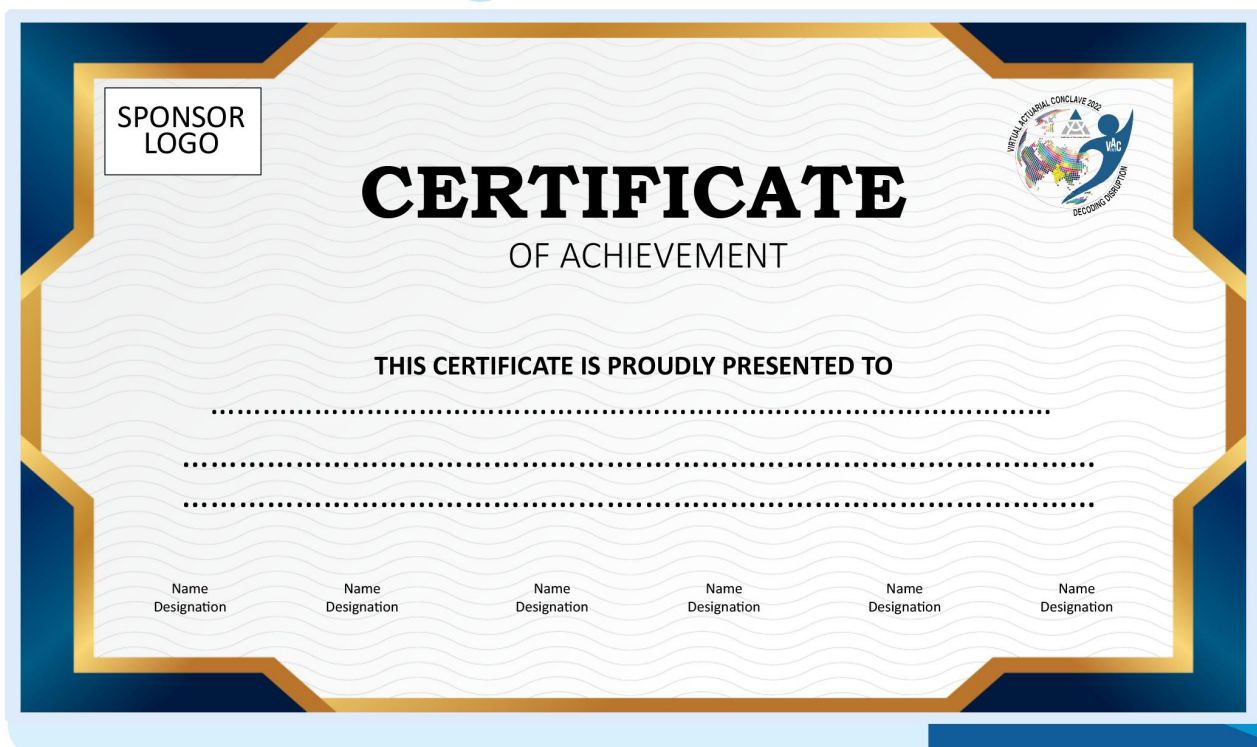 SPONSOR
LOGO
VIRTUAL ACTUARIAL CONCLAVE 2022
VAC
DECODING DISRUPTION
CERTIFICATE
OF ACHIEVEMENT
THIS CERTIFICATE IS PROUDLY PRESENTED TO
Name Name Name Name Name Name
Designation Designation Designation Designation Designation Designation